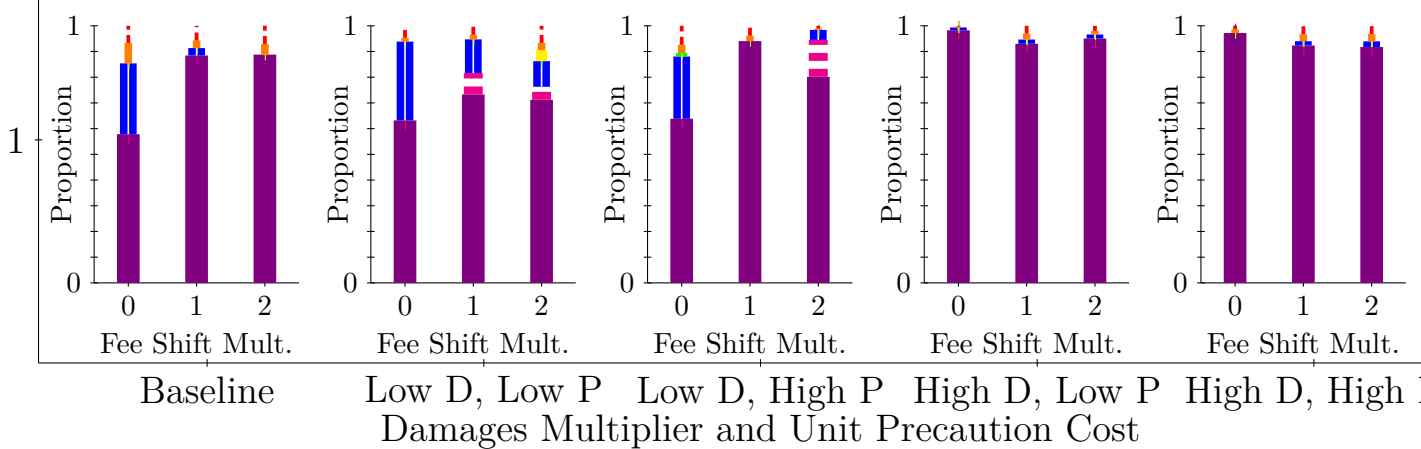 1 1 1 1 1
Proportion Proportion Proportion Proportion Proportion
1
0 0 0 0 0
0 1 2 0 1 2 0 1 2 0 1 2 0 1 2
Fee Shift Mult. Fee Shift Mult. Fee Shift Mult. Fee Shift Mult. Fee Shift Mult.
Baseline Low D, Low P Low D, High P High D, Low P High D, High
Damages Multiplier and Unit Precaution Cost